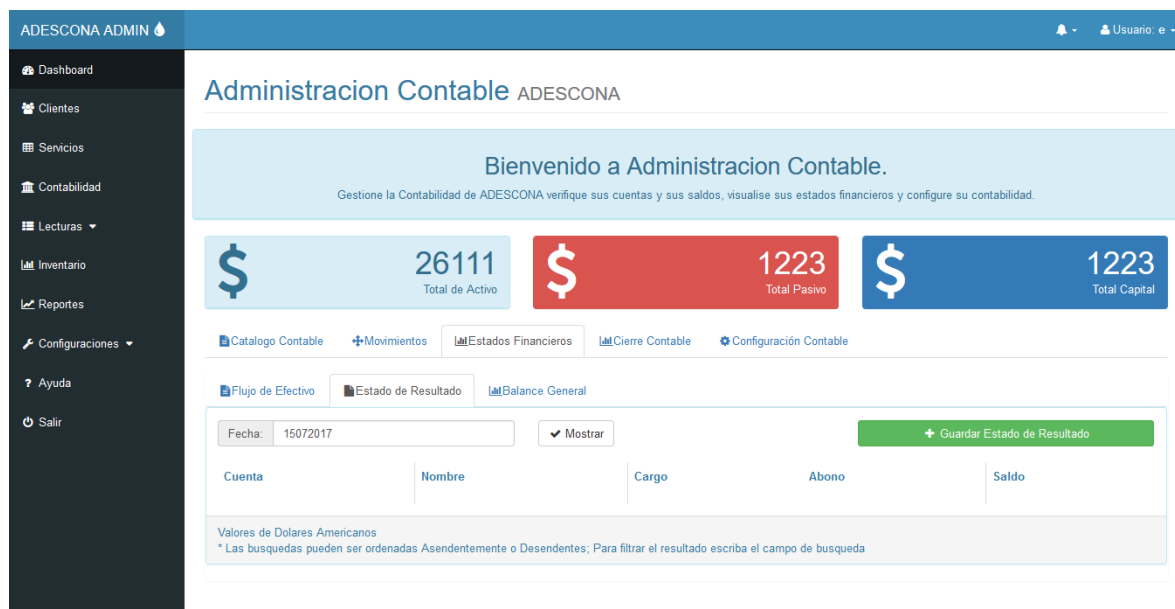 ADESCONA ADMIN
Usuario: e
Dashboard
Clientes
Servicios
Contabilidad
Lecturas
Inventario
Reportes
Configuraciones
? Ayuda
Salir
Administracion Contable ADESCONA
Bienvenido a Administracion Contable.
Gestione la Contabilidad de ADESCONA verifique sus cuentas y sus saldos, visualise sus estados financieros y configure su contabilidad.
$ 26111
Total de Activo
$ 1223
Total Pasivo
$ 1223
Total Capital
Catalogo Contable Movimientos Estados Financieros Cierre Contable Configuración Contable
Flujo de Efectivo Estado de Resultado Balance General
Fecha: 15072017 Mostrar + Guardar Estado de Resultado
Cuenta Nombre Cargo Abono Saldo
Valores de Dolares Americanos
* Las busquedas pueden ser ordenadas Asendentemente o Desendentes; Para filtrar el resultado escriba el campo de busqueda